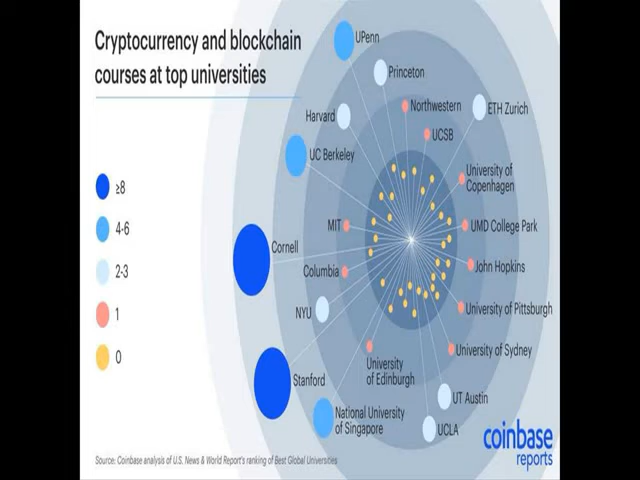 Cryptocurrency and blockchain
courses at top universities
≥8
4-6
2-3
1
0
UPenn
Princeton
Northwestern
ETH Zurich
Harvard
UCSB
UC Berkeley
University of
Copenhagen
MIT
UMD College Park
Cornell
Columbia
John Hopkins
NYU
University of Pittsburgh
University of Sydney
University
of Edinburgh
Stanford
UT Austin
National University
of Singapore
UCLA
coinbase
reports
Source: Coinbase analysis of U.S. News & World Report's ranking of Best Global Universities